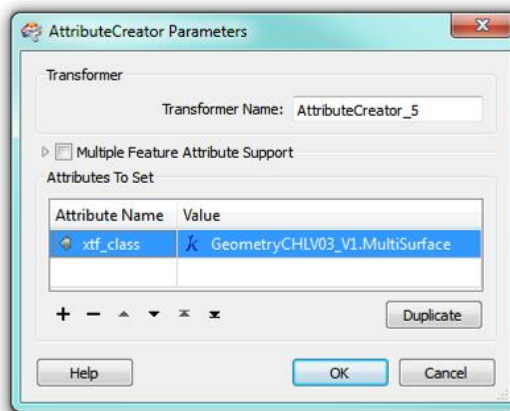 AttributeCreator Parameters
Transformer
Transformer Name: AttributeCreator_5
Multiple Feature Attribute Support
Attributes To Set
Attribute Name Value
xtf_class GeometryCHLV03_V1.MultiSurface
Duplicate
Help OK Cancel